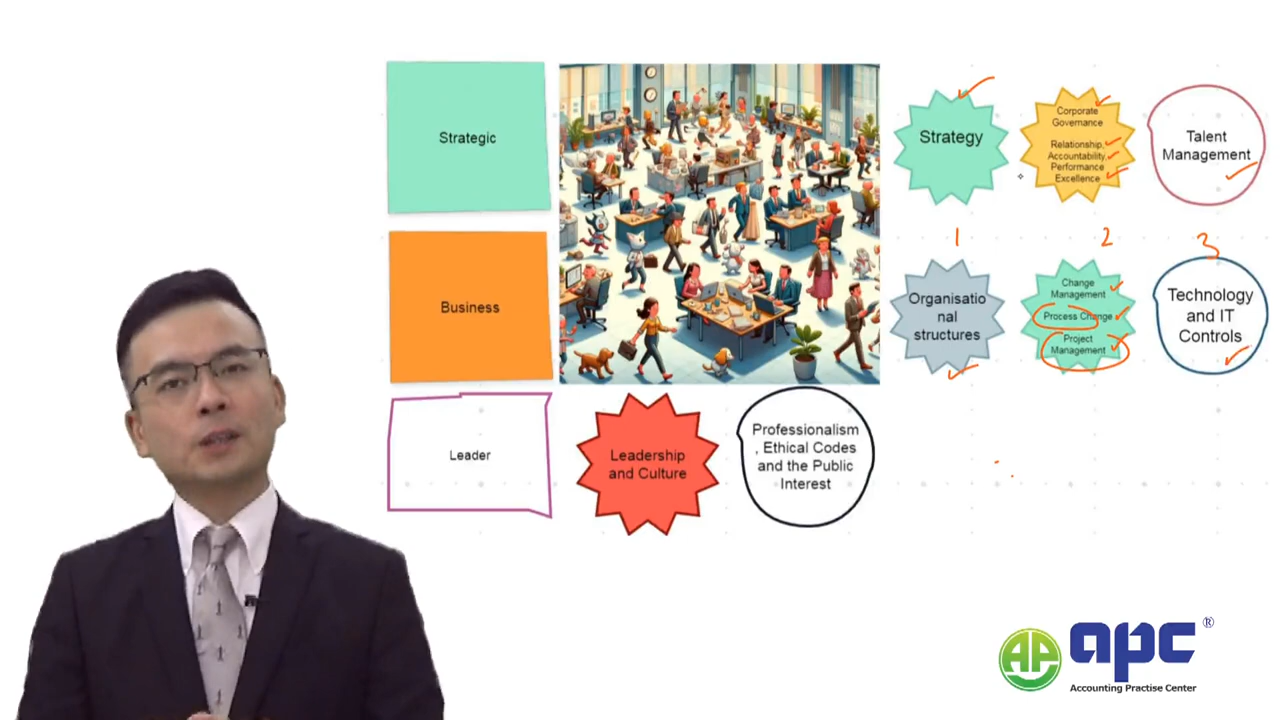 Strategic
Strategy
Corporate
Governance
Relationship,
Accountability,
Performance
Excellence
Talent
Management
1
2
3
Business
Organisatio
nal
structures
Change
Management
Process Change
Project
Management
Technology
and IT
Controls
Leader
Leadership
and Culture
Professionalism
, Ethical Codes
and the Public
Interest
AP
apc®
Accounting Practise Center